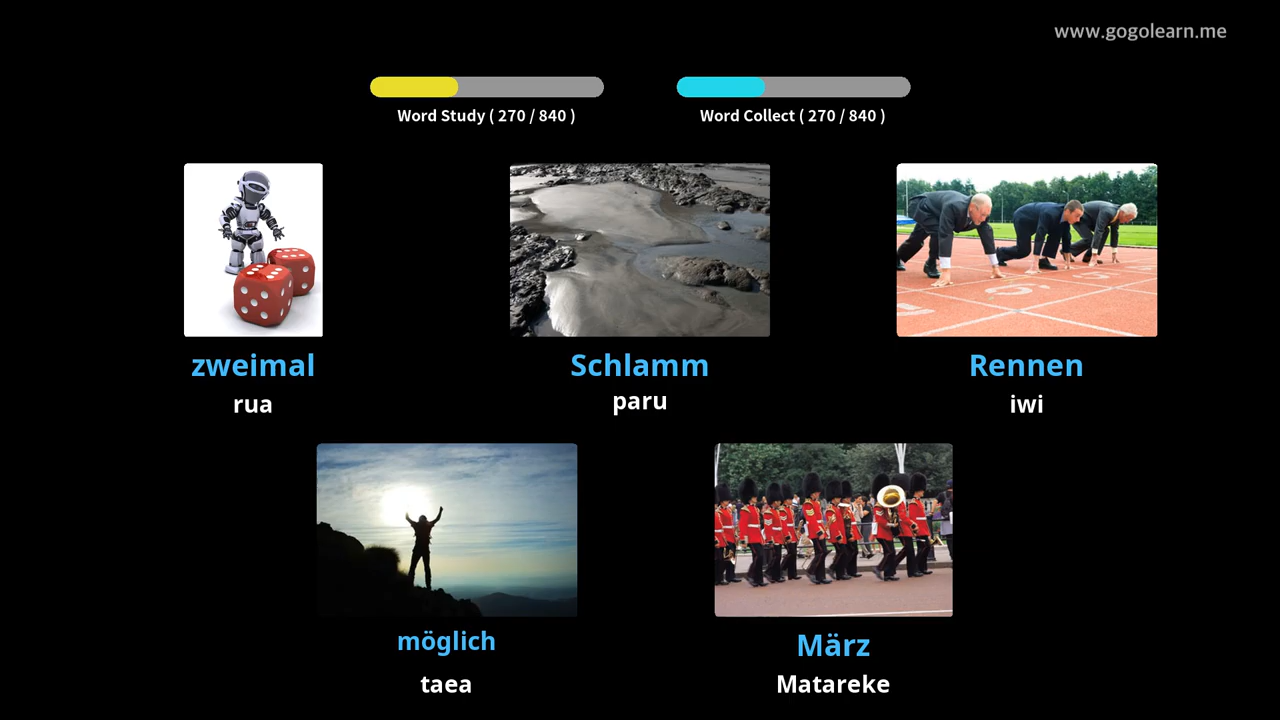 www.gogolearn.me
Word Study ( 270 / 840 )
Word Collect ( 270 / 840 )
zweimal
rua
Schlamm
paru
Rennen
iwi
möglich
taea
März
Matareke